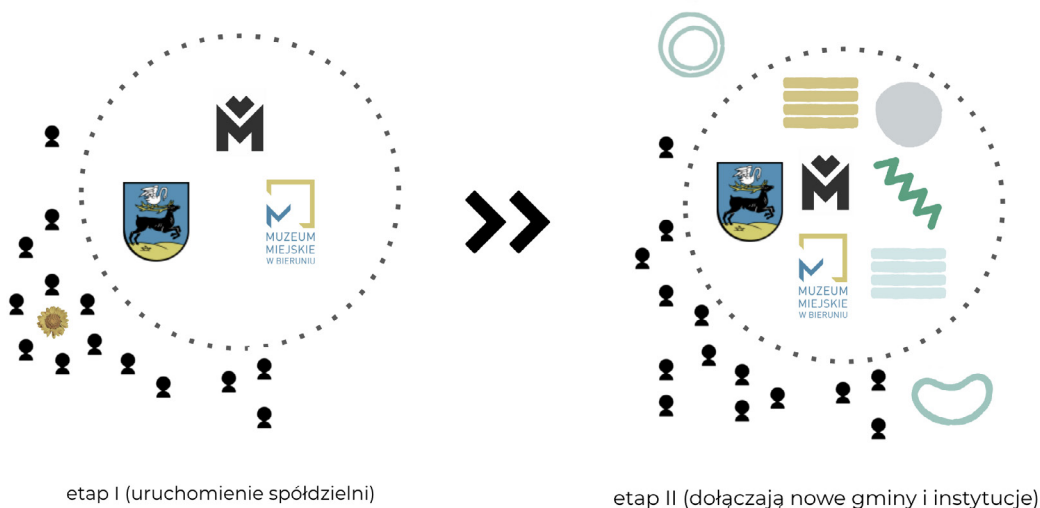 M
MUZEUM
MIEJSKIE
W BIERUNIU
etap I (uruchomienie spółdzielni)
M
MUZEUM
MIEJSKIE
W BIERUNIU
etap II (dołączają nowe gminy i instytucje)